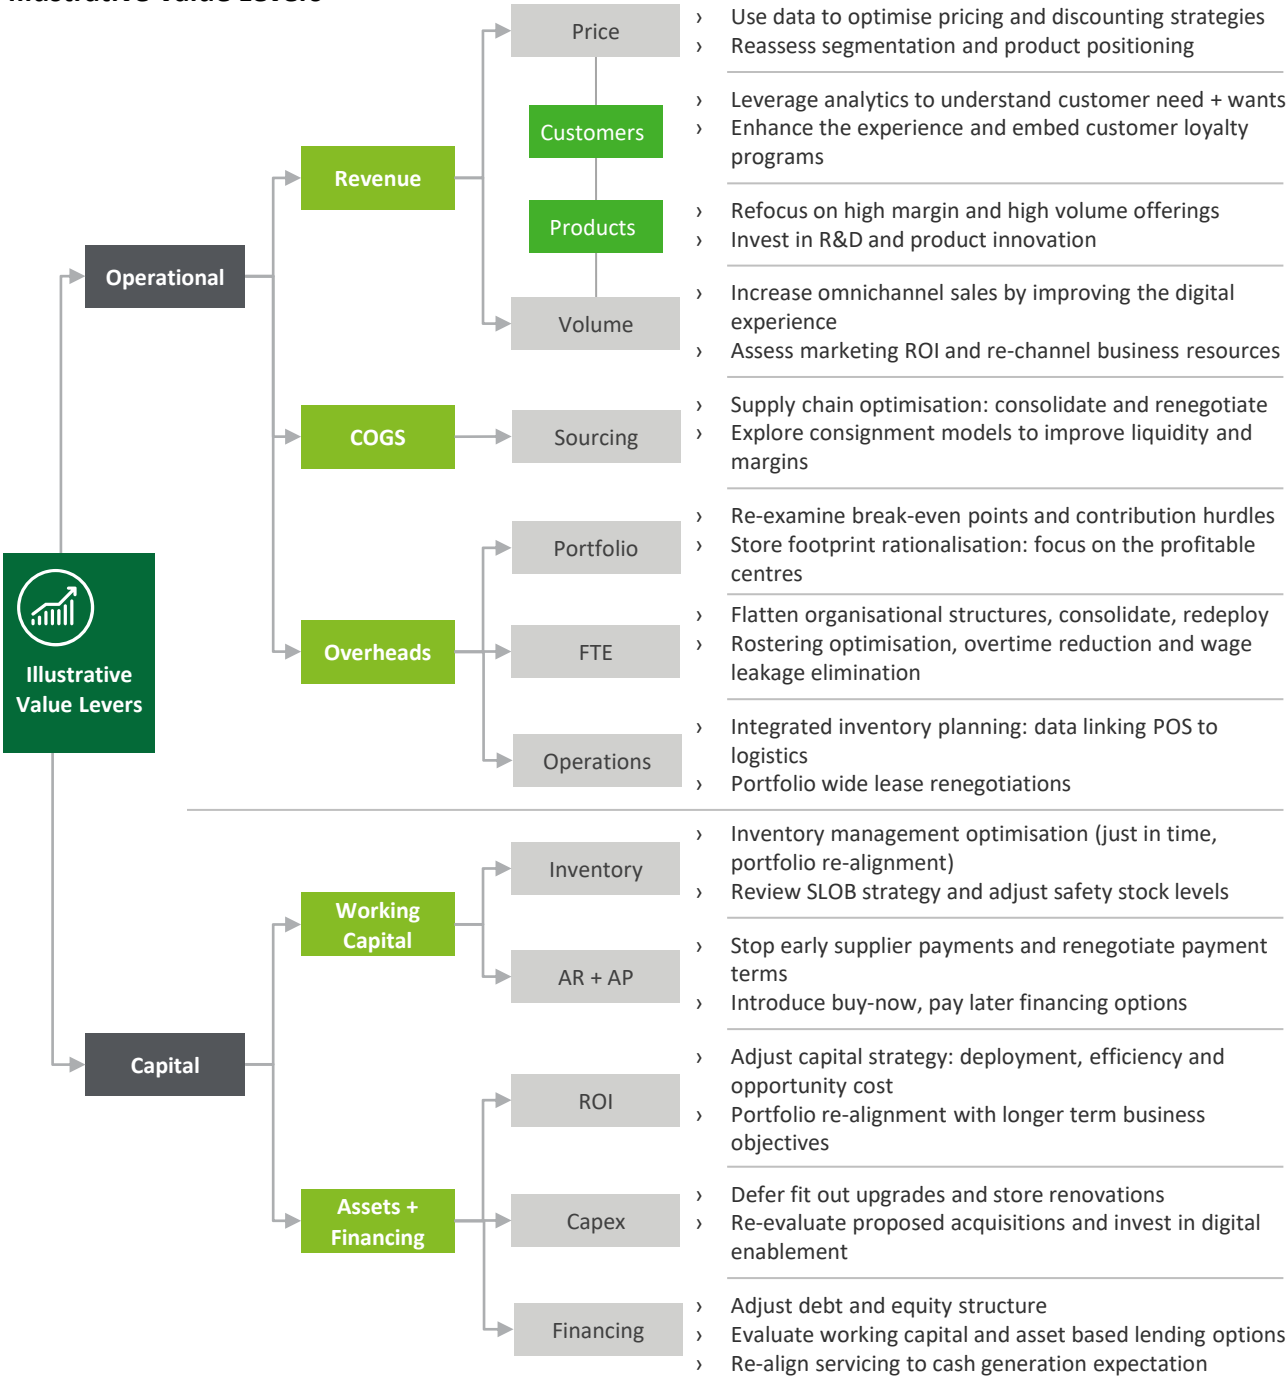 Illustrative Value Levers
Price
› Use data to optimise pricing and discounting strategies
› Reassess segmentation and product positioning
Customers
› Leverage analytics to understand customer need + wants
› Enhance the experience and embed customer loyalty
programs
Revenue
Products
› Refocus on high margin and high volume offerings
› Invest in R&D and product innovation
Operational
Volume
› Increase omnichannel sales by improving the digital
experience
› Assess marketing ROI and re-channel business resources
COGS
Sourcing
› Supply chain optimisation: consolidate and renegotiate
› Explore consignment models to improve liquidity and
margins
Portfolio
› Re-examine break-even points and contribution hurdles
› Store footprint rationalisation: focus on the profitable
centres
Overheads
FTE
› Flatten organisational structures, consolidate, redeploy
› Rostering optimisation, overtime reduction and wage
leakage elimination
Illustrative
Value Levers
Operations
› Integrated inventory planning: data linking POS to
logistics
› Portfolio wide lease renegotiations
Inventory
› Inventory management optimisation (just in time,
portfolio re-alignment)
› Review SLOB strategy and adjust safety stock levels
Working
Capital
AR + AP
› Stop early supplier payments and renegotiate payment
terms
› Introduce buy-now, pay later financing options
Capital
ROI
› Adjust capital strategy: deployment, efficiency and
opportunity cost
› Portfolio re-alignment with longer term business
objectives
Assets +
Financing
Capex
› Defer fit out upgrades and store renovations
› Re-evaluate proposed acquisitions and invest in digital
enablement
Financing
› Adjust debt and equity structure
› Evaluate working capital and asset based lending options
› Re-align servicing to cash generation expectation